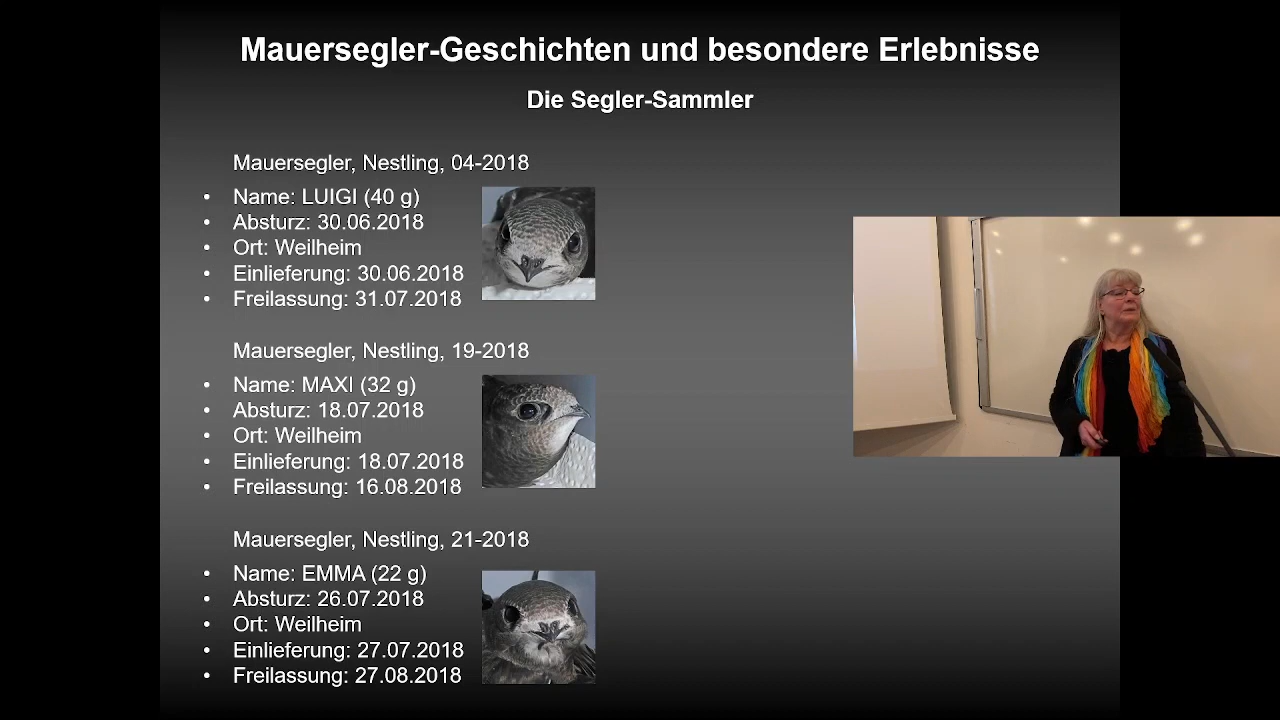 Mauersegler-Geschichten und besondere Erlebnisse
Die Segler-Sammler
Mauersegler, Nestling, 04-2018
• Name: LUIGI (40 g)
• Absturz: 30.06.2018
• Ort: Weilheim
• Einlieferung: 30.06.2018
• Freilassung: 31.07.2018
Mauersegler, Nestling, 19-2018
• Name: MAXI (32 g)
• Absturz: 18.07.2018
• Ort: Weilheim
• Einlieferung: 18.07.2018
• Freilassung: 16.08.2018
Mauersegler, Nestling, 21-2018
• Name: EMMA (22 g)
• Absturz: 26.07.2018
• Ort: Weilheim
• Einlieferung: 27.07.2018
• Freilassung: 27.08.2018